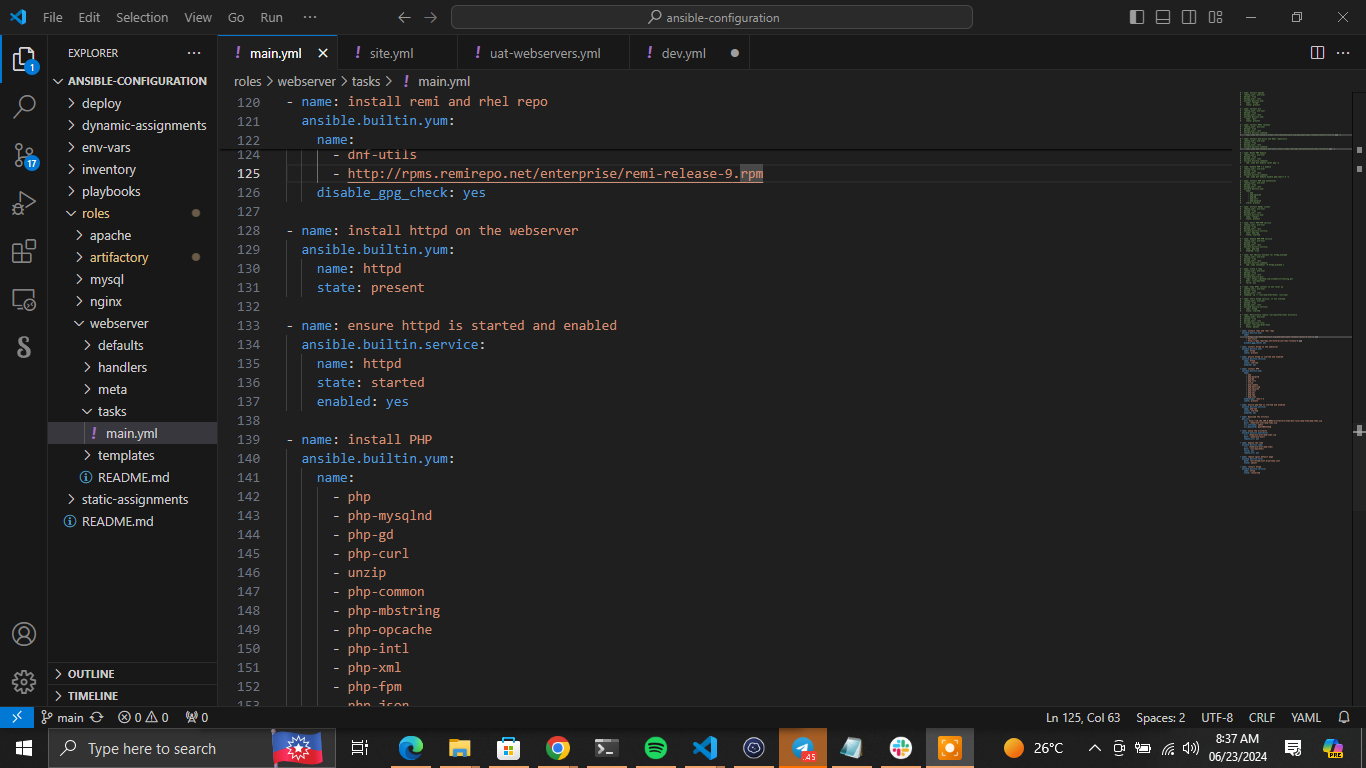 File Edit Selection View Go Run ··· ansible-configuration
EXPLORER ···
main.yml site.yml uat-webservers.yml dev.yml
ANSIBLE-CONFIGURATION
deploy
dynamic-assignments
env-vars
inventory
playbooks
roles
apache
artifactory
mysql
nginx
webserver
defaults
handlers
meta
tasks
main.yml
templates
README.md
static-assignments
README.md
OUTLINE
TIMELINE
1
17
roles > webserver > tasks > ! main.yml
120 - name: install remi and rhel repo
121 ansible.builtin.yum:
122 name:
124 - dnf-utils
125 - http://rpms.remirepo.net/enterprise/remi-release-9.rpm
126 disable_gpg_check: yes
127
128 - name: install httpd on the webserver
129 ansible.builtin.yum:
130 name: httpd
131 state: present
132
133 - name: ensure httpd is started and enabled
134 ansible.builtin.service:
135 name: httpd
136 state: started
137 enabled: yes
138
139 - name: install PHP
140 ansible.builtin.yum:
141 name:
142 - php
143 - php-mysqlnd
144 - php-gd
145 - php-curl
146 - unzip
147 - php-common
148 - php-mbstring
149 - php-opcache
150 - php-intl
151 - php-xml
152 - php-fpm
153 - php-json
main 0 0 0 Ln 125, Col 63 Spaces: 2 UTF-8 CRLF YAML
Type here to search .45 26°C 8:37 AM
06/23/2024
PRE